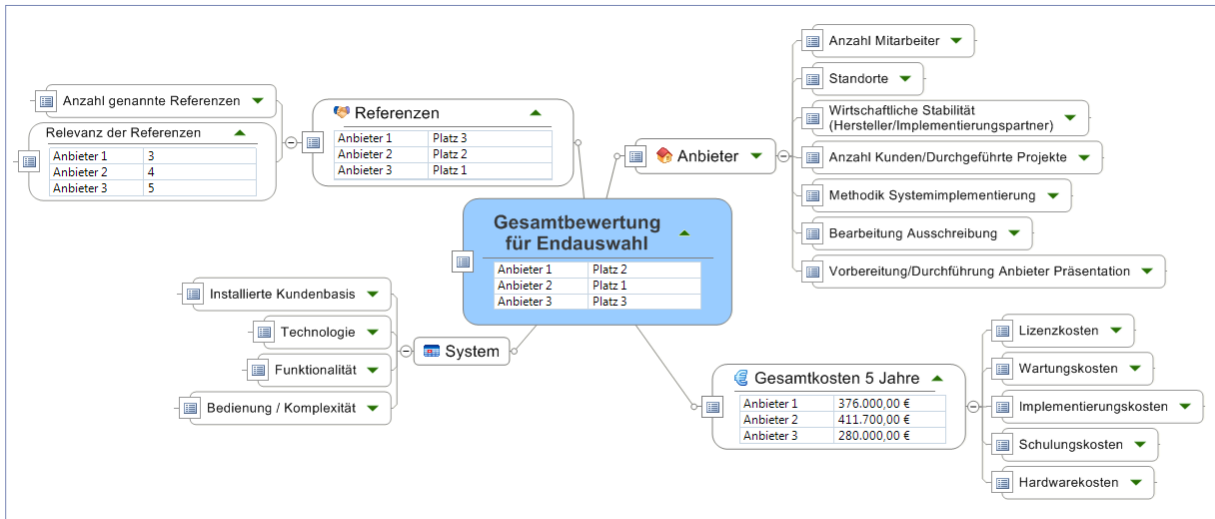 Gesamtbewertung
für Endauswahl
Anbieter 1 Platz 2
Anbieter 2 Platz 1
Anbieter 3 Platz 3
Referenzen
Anbieter 1 Platz 3
Anbieter 2 Platz 2
Anbieter 3 Platz 1
Anzahl genannte Referenzen
Relevanz der Referenzen
Anbieter 1 3
Anbieter 2 4
Anbieter 3 5
Anbieter
Anzahl Mitarbeiter
Standorte
Wirtschaftliche Stabilität
(Hersteller/Implementierungspartner)
Anzahl Kunden/Durchgeführte Projekte
Methodik Systemimplementierung
Bearbeitung Ausschreibung
Vorbereitung/Durchführung Anbieter Präsentation
System
Installierte Kundenbasis
Technologie
Funktionalität
Bedienung / Komplexität
Gesamtkosten 5 Jahre
Anbieter 1 376.000,00 €
Anbieter 2 411.700,00 €
Anbieter 3 280.000,00 €
Lizenzkosten
Wartungskosten
Implementierungskosten
Schulungskosten
Hardwarekosten